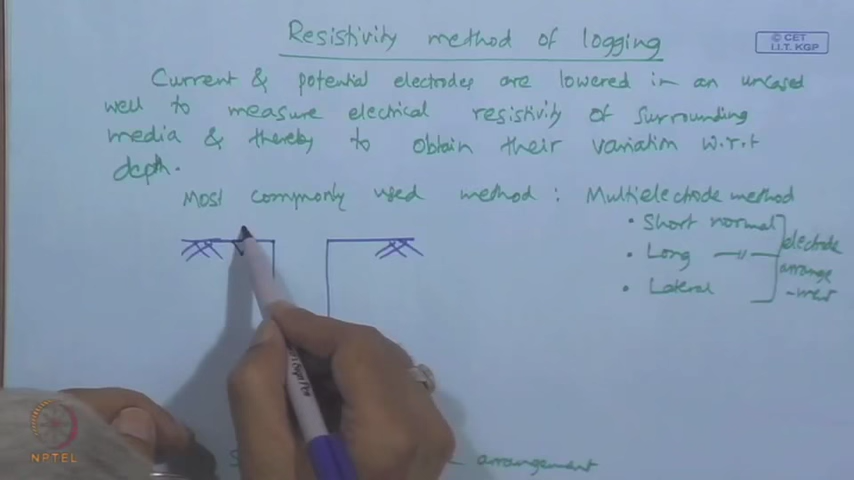 Resistivity method of logging
© CET
I.I.T. KGP
Current & potential electrodes are lowered in an uncased
well to measure electrical resistivity of surrounding
media & thereby to obtain their variation w.r.t
depth.
Most commonly used method : Multielectrode method
• Short normal
• Long —〃—
• Lateral
electrode
arrange
-ment
arrangement
NPTEL